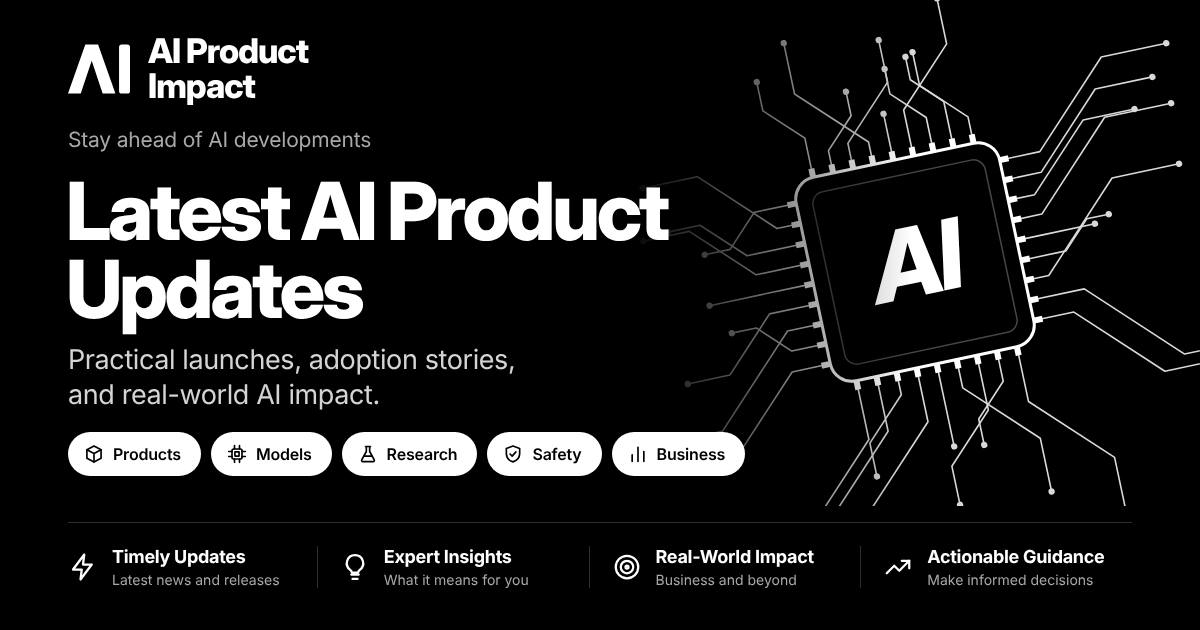 AI
AI Product
Impact
Stay ahead of AI developments
Latest AI Product
Updates
Practical launches, adoption stories,
and real-world AI impact.
Products
Models
Research
Safety
Business
AI
Timely Updates
Latest news and releases
Expert Insights
What it means for you
Real-World Impact
Business and beyond
Actionable Guidance
Make informed decisions